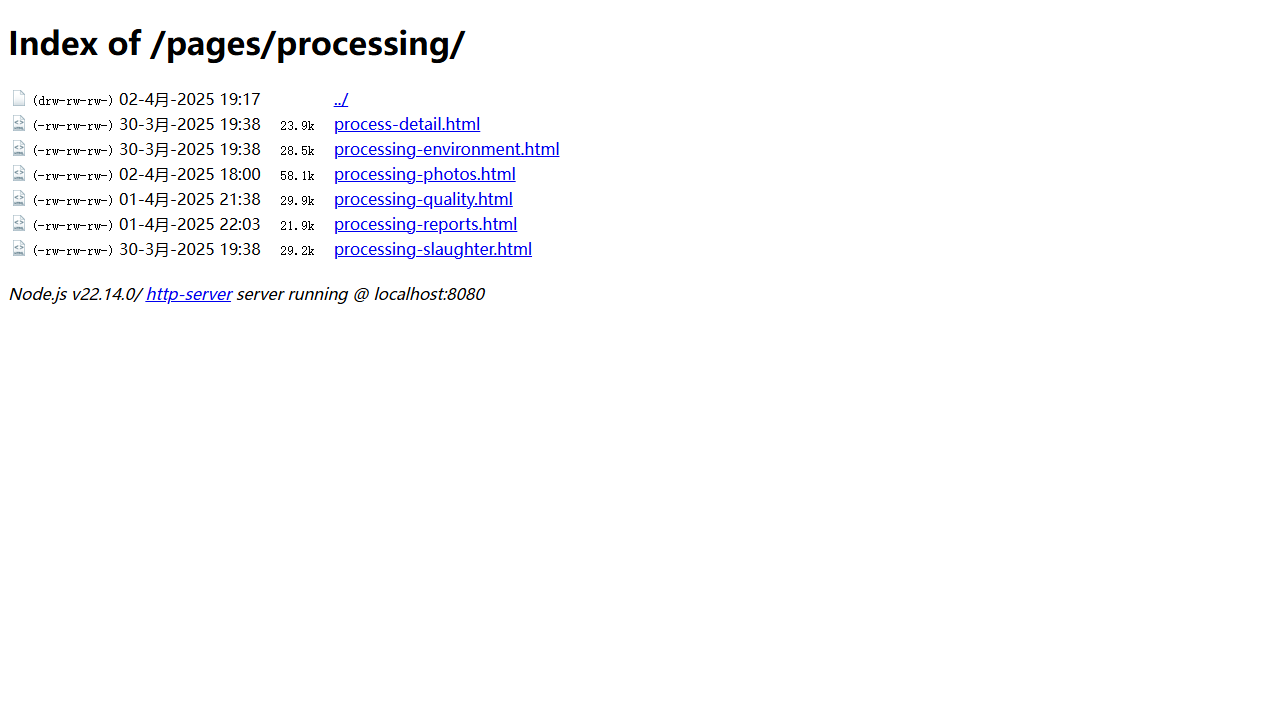 Index of /pages/processing/
(drw-rw-rw-) 02-4月-2025 19:17 ../
(-rw-rw-rw-) 30-3月-2025 19:38 23.9k process-detail.html
(-rw-rw-rw-) 30-3月-2025 19:38 28.5k processing-environment.html
(-rw-rw-rw-) 02-4月-2025 18:00 58.1k processing-photos.html
(-rw-rw-rw-) 01-4月-2025 21:38 29.9k processing-quality.html
(-rw-rw-rw-) 01-4月-2025 22:03 21.9k processing-reports.html
(-rw-rw-rw-) 30-3月-2025 19:38 29.2k processing-slaughter.html
Node.js v22.14.0/ http-server server running @ localhost:8080